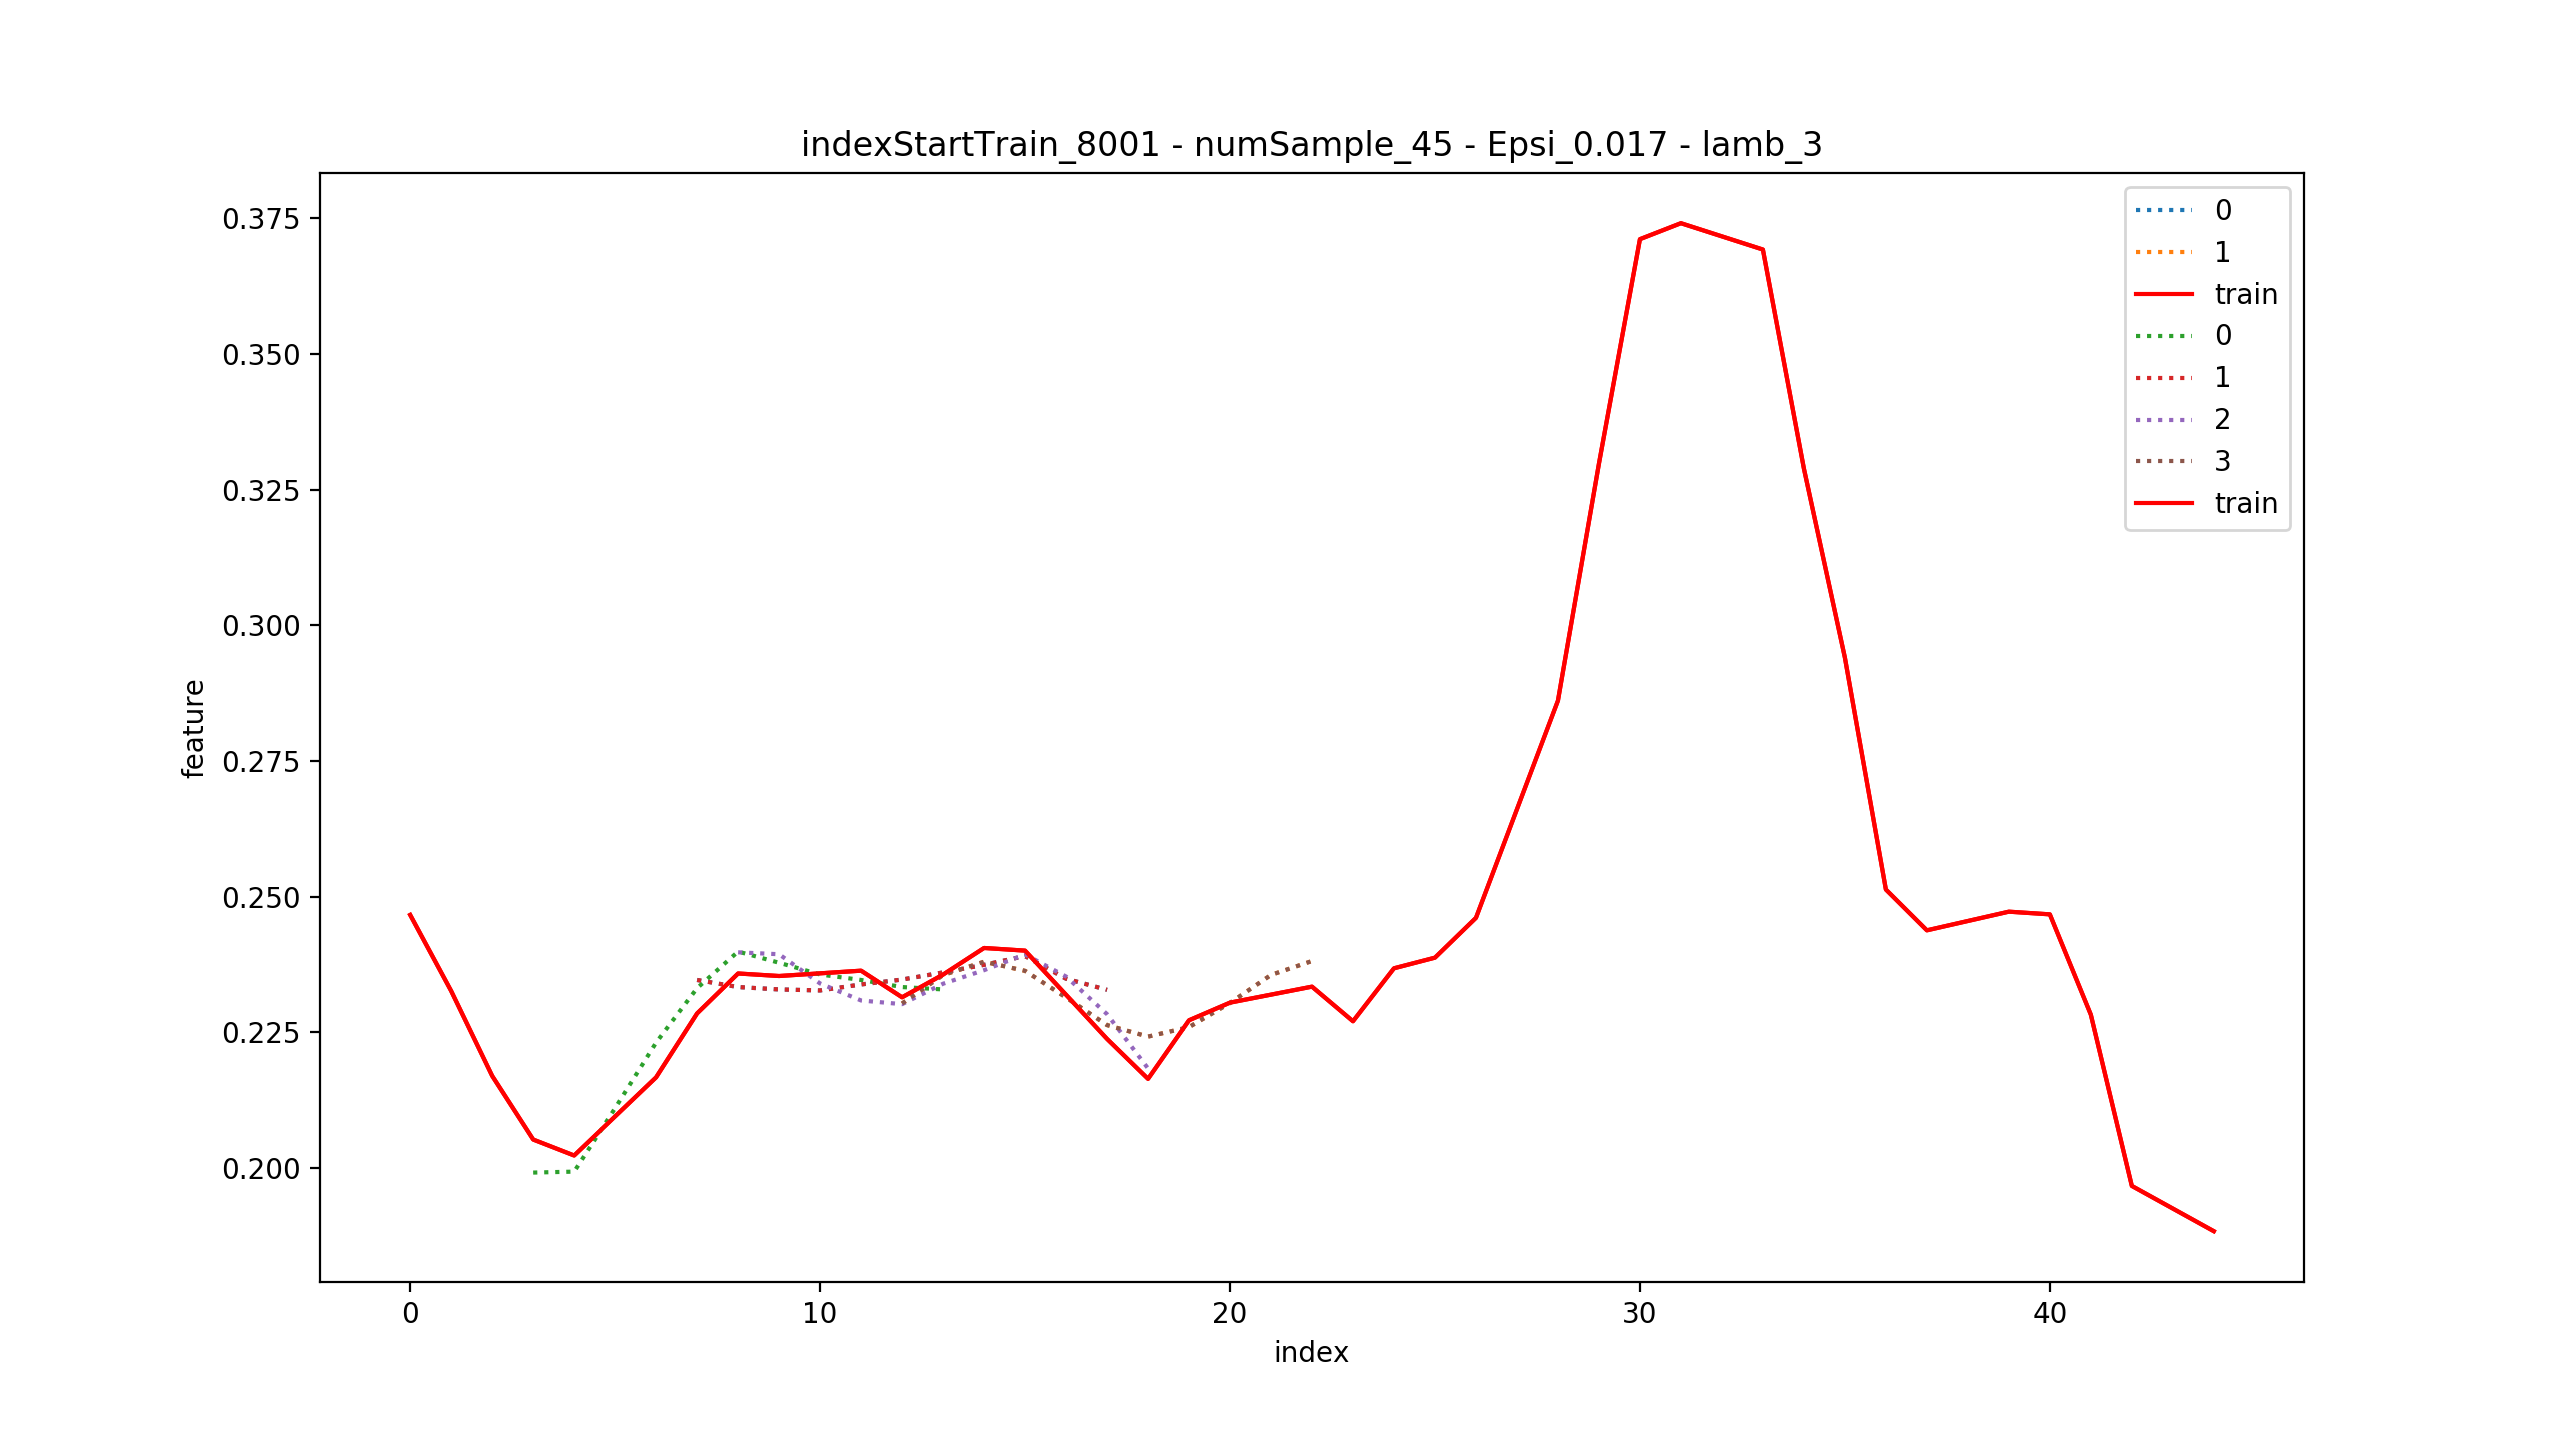 indexStartTrain_8001 - numSample_45 - Epsi_0.017 - lamb_3
0.375
0.350
0.325
0.300
0.275
0.250
0.225
0.200
feature
0
1
train
0
1
2
3
train
0 10 20 30 40
index